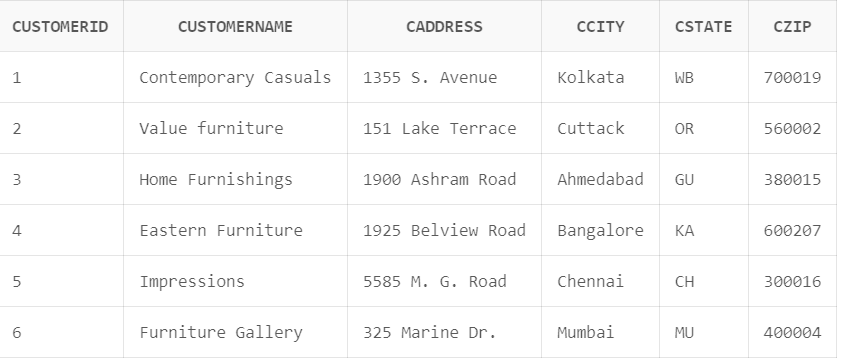 CUSTOMERID CUSTOMERNAME CADDRESS CCITY CSTATE CZIP
1 Contemporary Casuals 1355 S. Avenue Kolkata WB 700019
2 Value furniture 151 Lake Terrace Cuttack OR 560002
3 Home Furnishings 1900 Ashram Road Ahmedabad GU 380015
4 Eastern Furniture 1925 Belview Road Bangalore KA 600207
5 Impressions 5585 M. G. Road Chennai CH 300016
6 Furniture Gallery 325 Marine Dr. Mumbai MU 400004